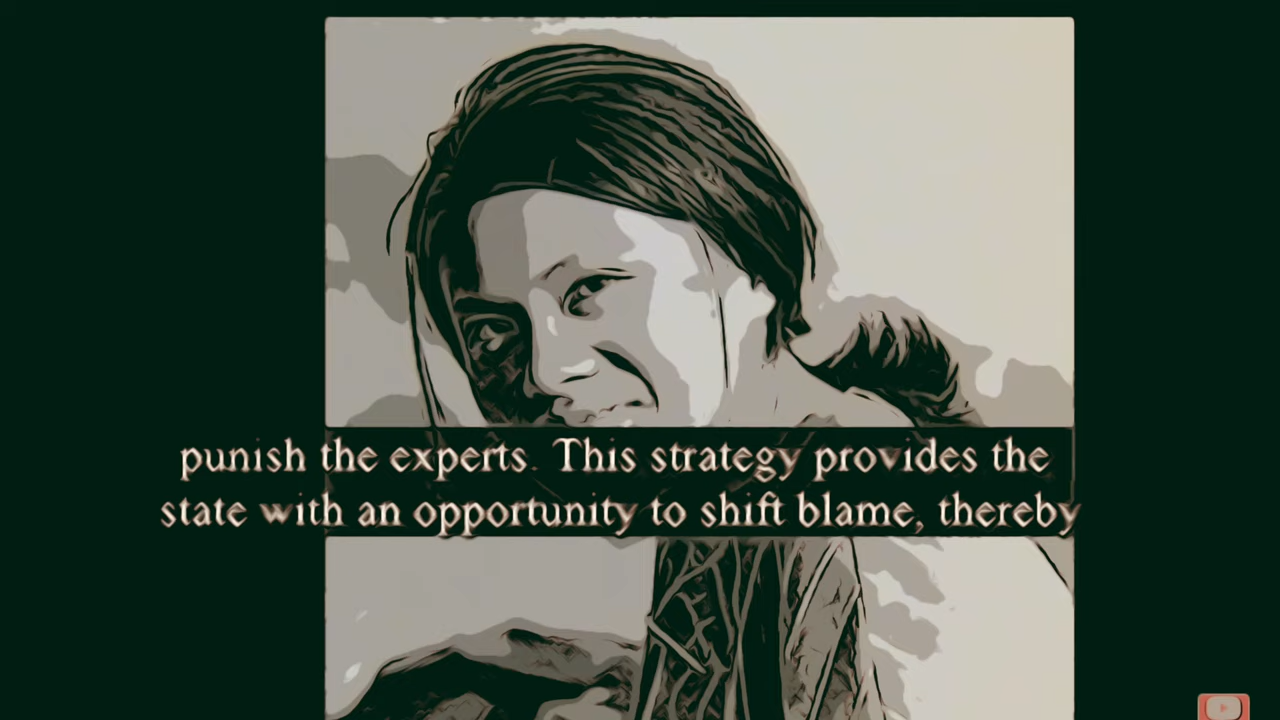 punish the experts. This strategy provides the
state with an opportunity to shift blame, thereby